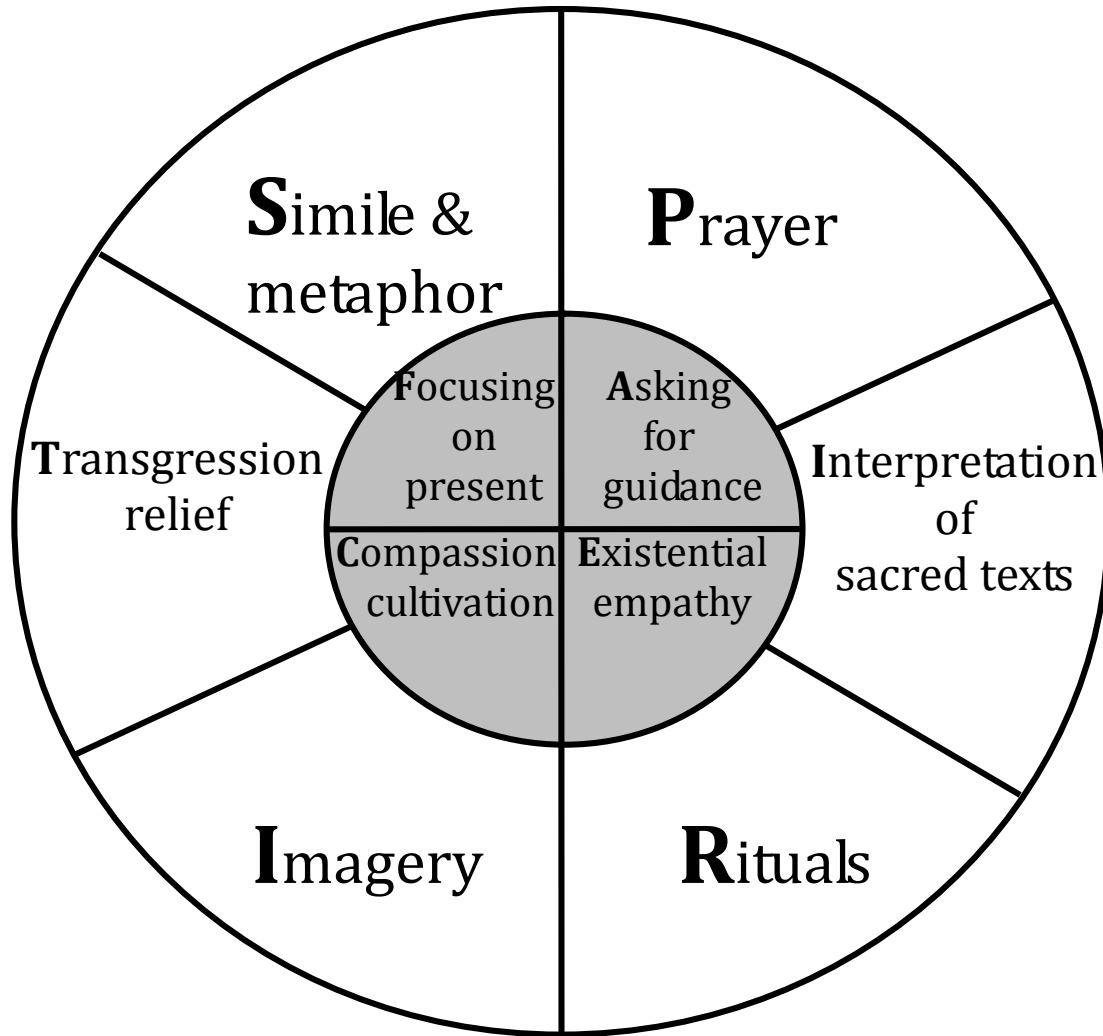 Simile &
metaphor
Prayer
Focusing
on
present
Asking
for
guidance
Transgression
relief
Interpretation
of
sacred texts
Compassion
cultivation
Existential
empathy
Imagery
Rituals